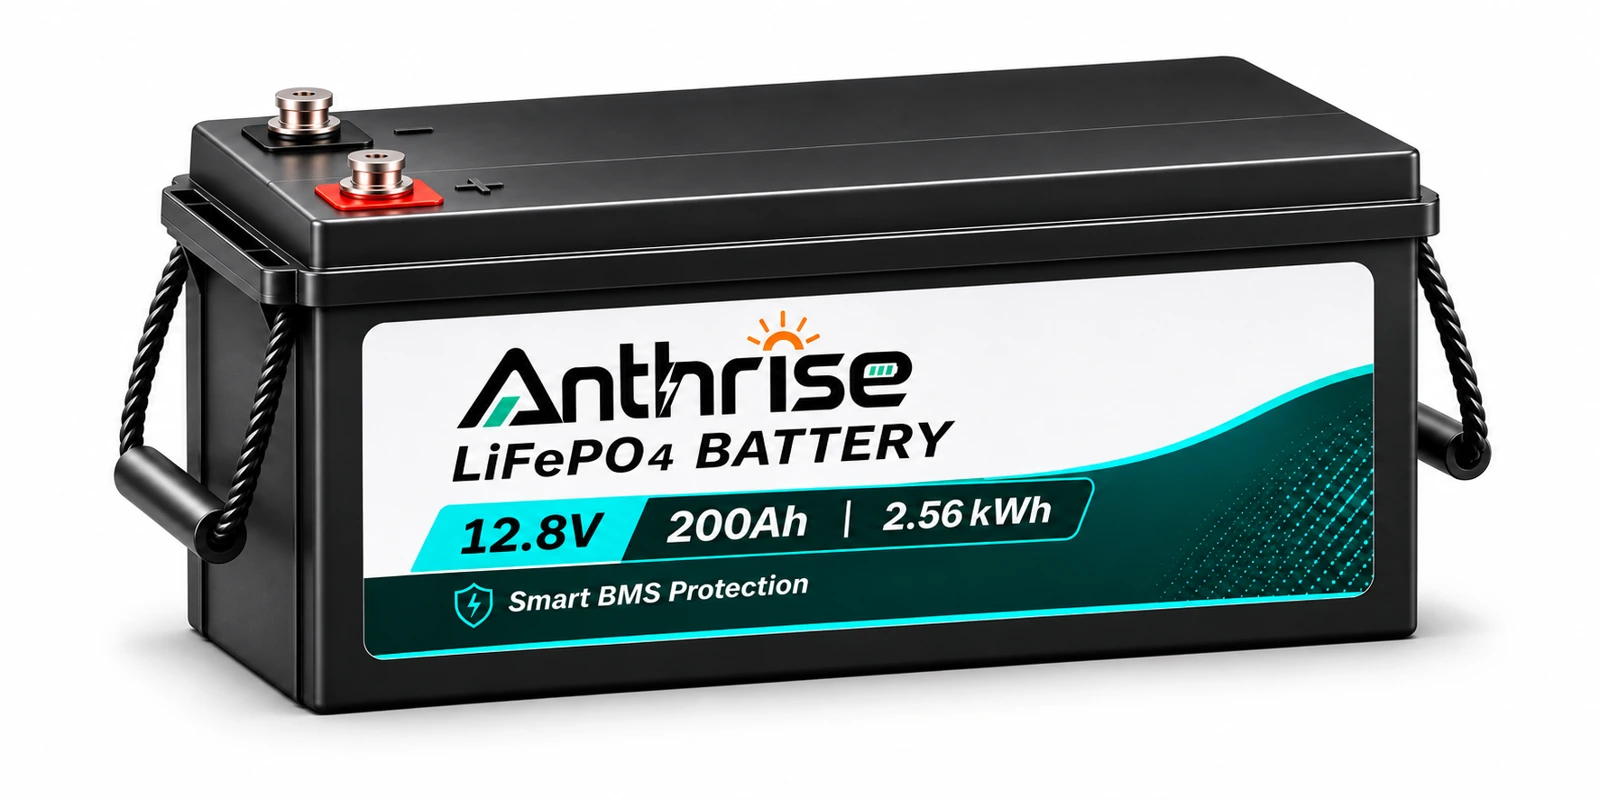 −
+
Anthrise
LiFePO4 BATTERY
12.8V 200Ah | 2.56 kWh
Smart BMS Protection